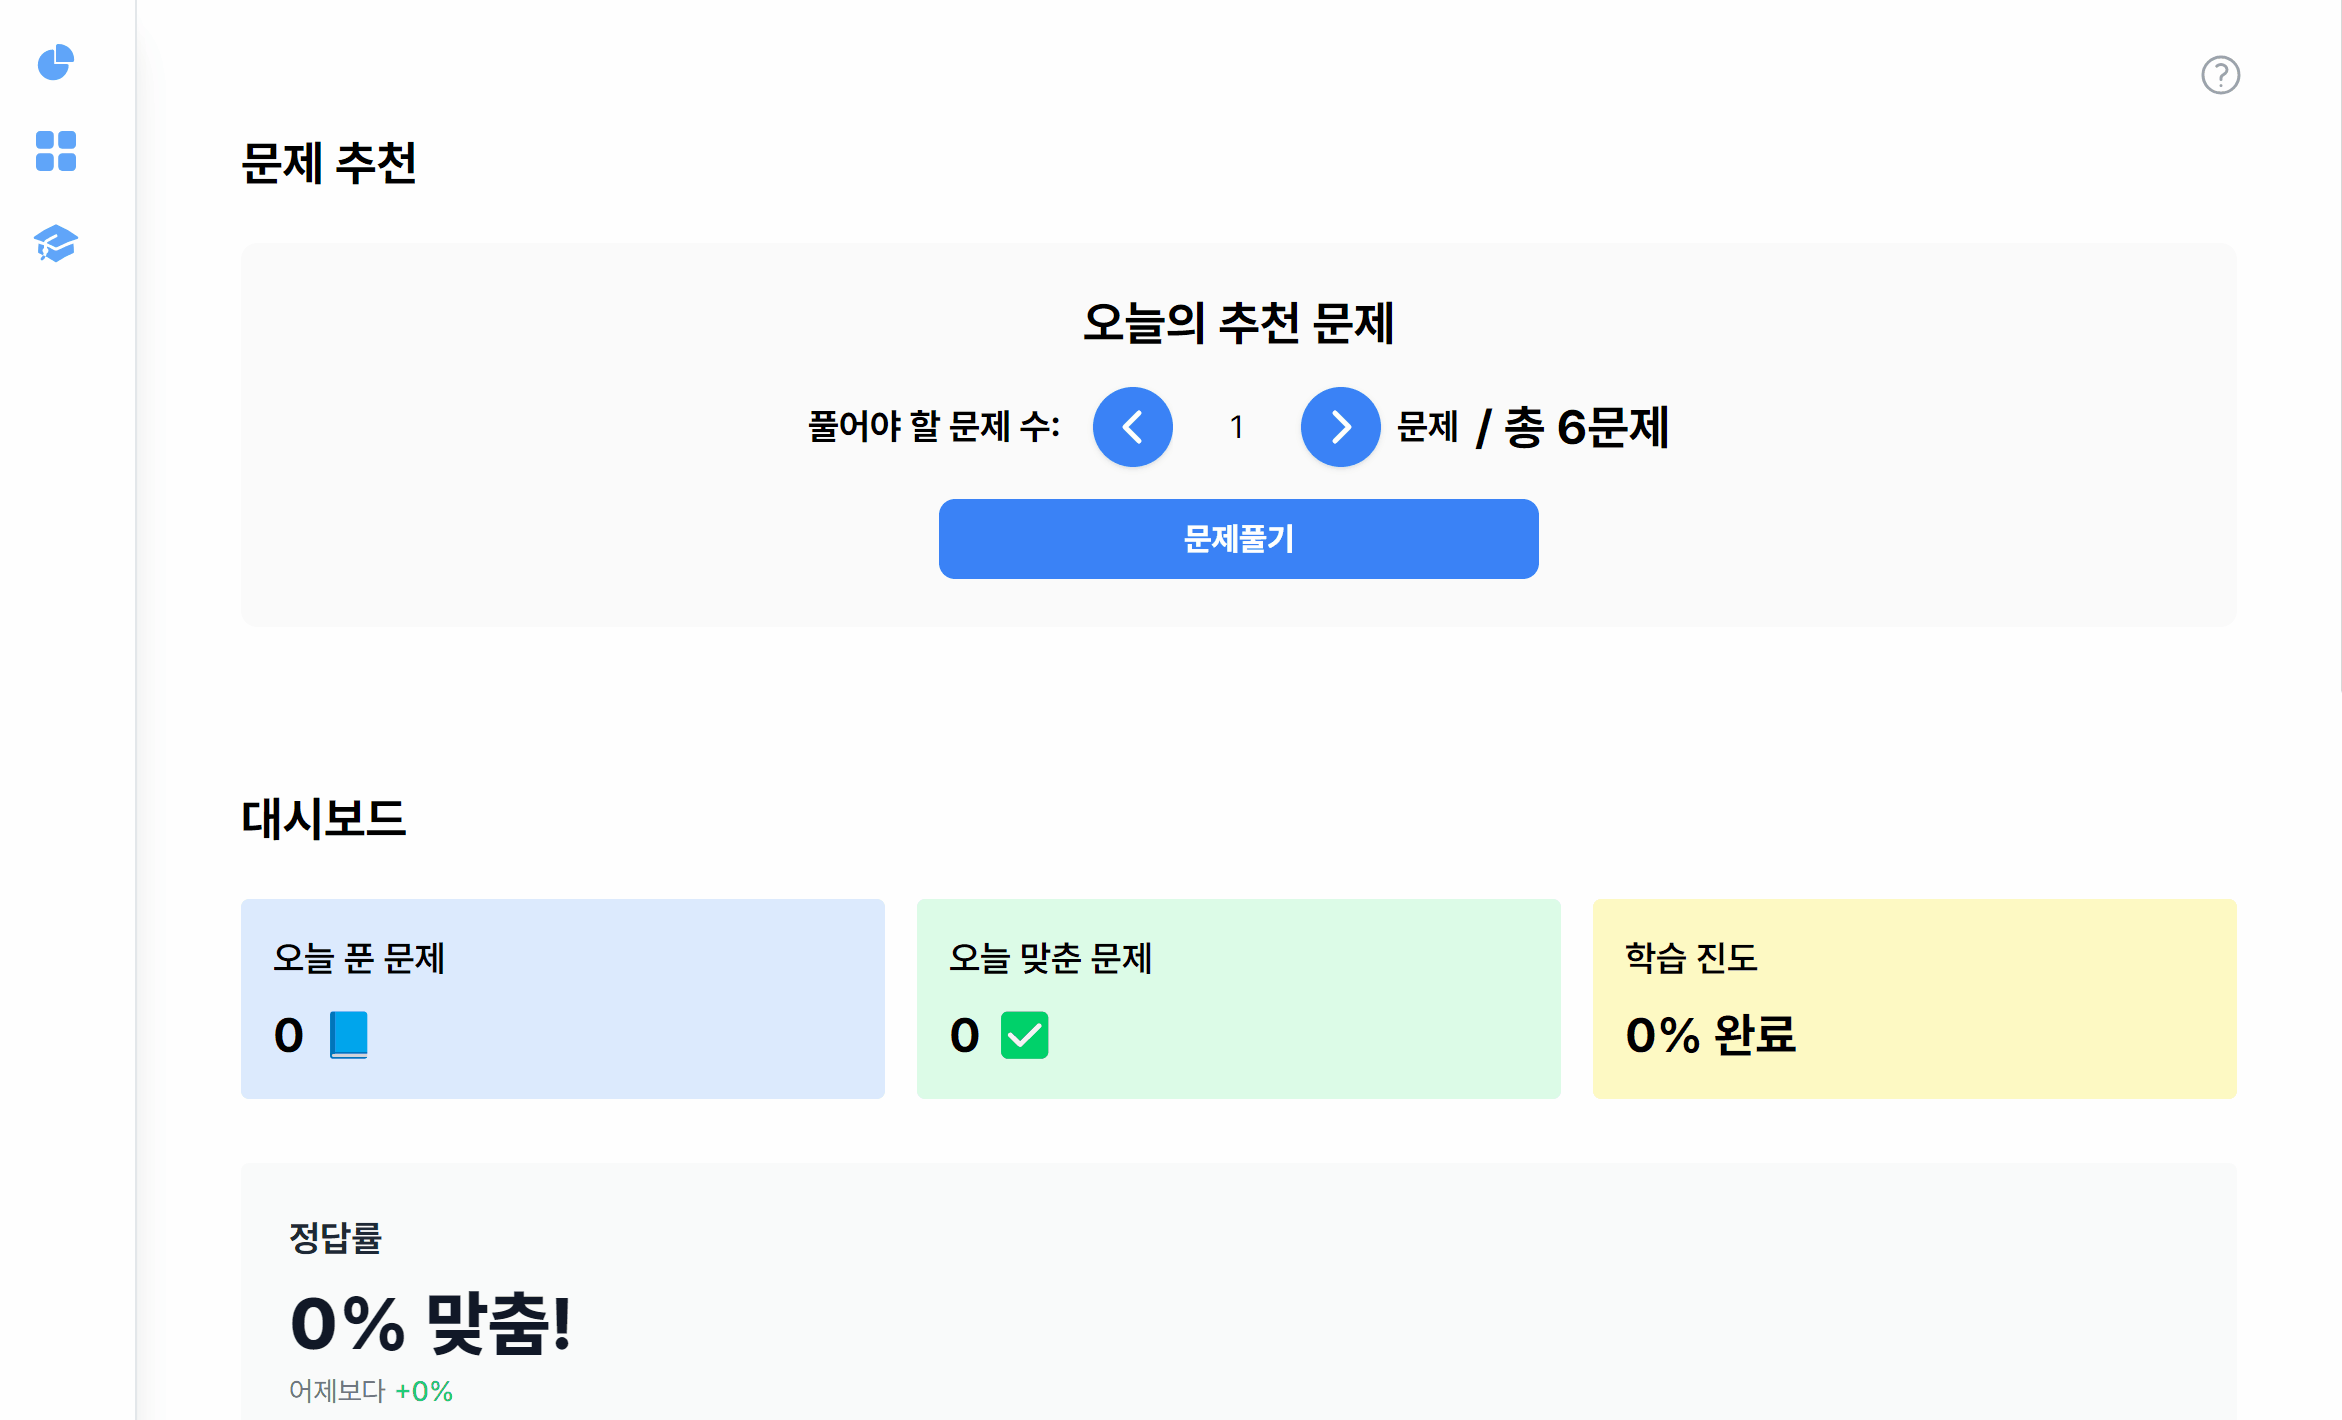 문제 추천
오늘의 추천 문제
풀어야 할 문제 수: 1 문제 / 총 6문제
문제풀기
대시보드
오늘 푼 문제
0
오늘 맞춘 문제
0
학습 진도
0% 완료
정답률
0% 맞춤!
어제보다 +0%